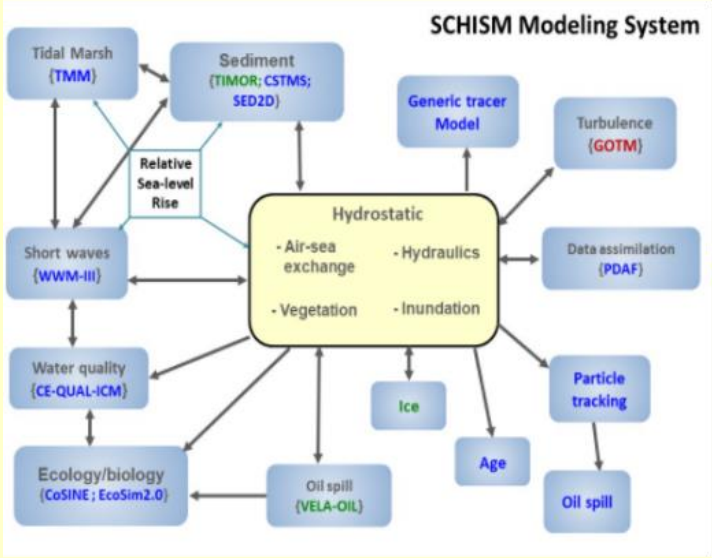 SCHISM Modeling System
Tidal Marsh
{TMM}
Sediment
{TIMOR; CSTMS;
SED2D}
Generic tracer
Model
Turbulence
{GOTM}
Relative
Sea-level
Rise
Hydrostatic
- Air-sea
exchange
- Hydraulics
- Vegetation
- Inundation
Data assimilation
{PDAF}
Short waves
{WWM-III}
Water quality
{CE-QUAL-ICM}
Ice
Particle
tracking
Age
Ecology/biology
{CoSINE ; EcoSim2.0}
Oil spill
{VELA-OIL}
Oil spill